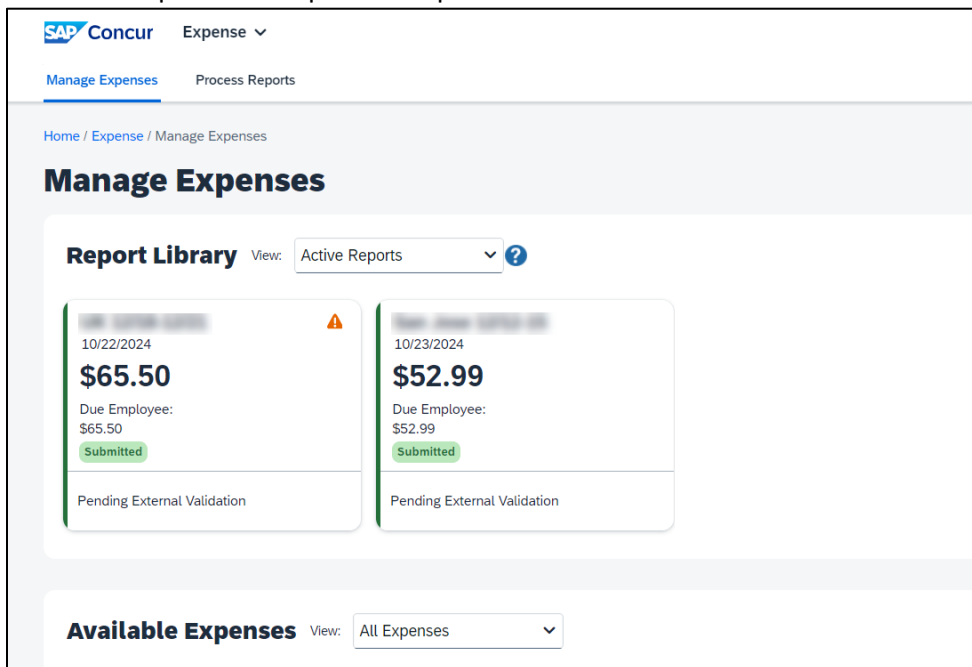 SAP Concur Expense
Manage Expenses Process Reports
Home / Expense / Manage Expenses
Manage Expenses
Report Library View: Active Reports ?
10/22/2024
$65.50
Due Employee:
$65.50
Submitted
Pending External Validation
10/23/2024
$52.99
Due Employee:
$52.99
Submitted
Pending External Validation
Available Expenses View: All Expenses